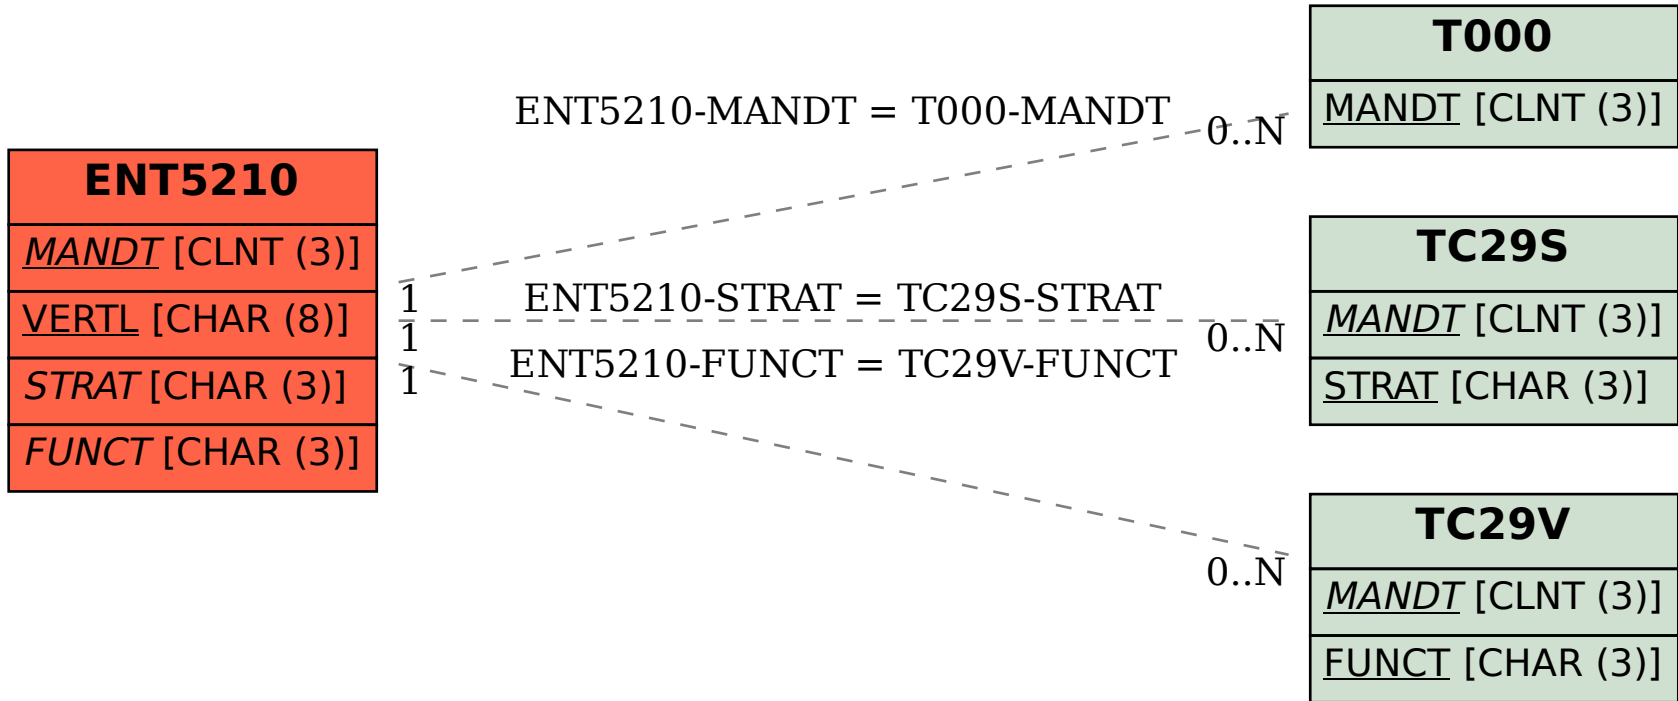 ENT5210
MANDT [CLNT (3)]
VERTL [CHAR (8)]
STRAT [CHAR (3)]
FUNCT [CHAR (3)]
ENT5210-MANDT = T000-MANDT
0..N
1
ENT5210-STRAT = TC29S-STRAT
0..N
1
ENT5210-FUNCT = TC29V-FUNCT
1
0..N
T000
MANDT [CLNT (3)]
TC29S
MANDT [CLNT (3)]
STRAT [CHAR (3)]
TC29V
MANDT [CLNT (3)]
FUNCT [CHAR (3)]